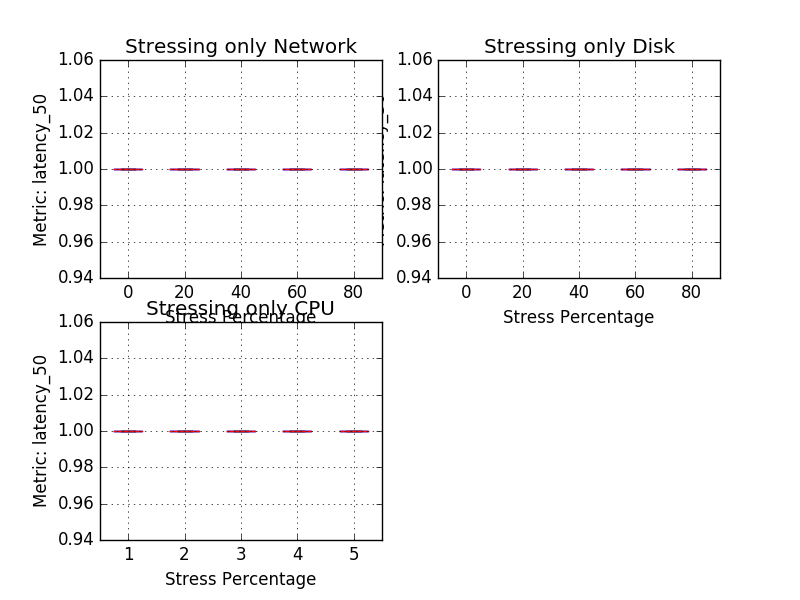 Stressing only Network
1.06
1.04
1.02
1.00
0.98
0.96
0.94
Metric: latency_50
0 20 40 60 80
Stress Percentage
Stressing only Disk
1.06
1.04
1.02
1.00
0.98
0.96
0.94
0 20 40 60 80
Stress Percentage
Stressing only CPU
1.06
1.04
1.02
1.00
0.98
0.96
0.94
Metric: latency_50
1 2 3 4 5
Stress Percentage